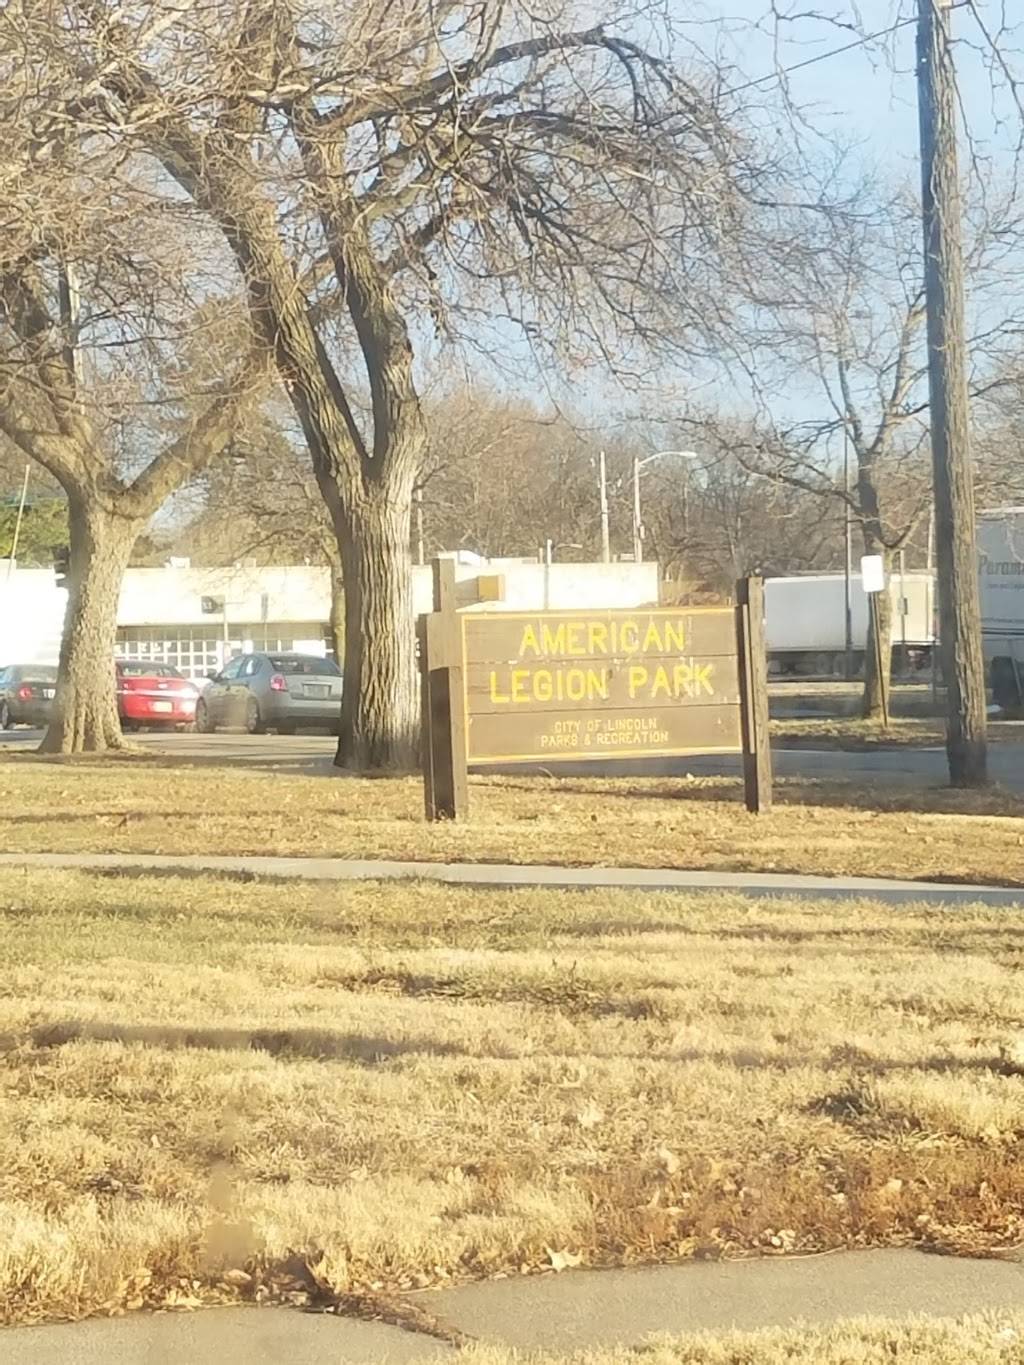 AMERICAN
LEGION PARK
CITY OF LINCOLN
PARKS & RECREATION